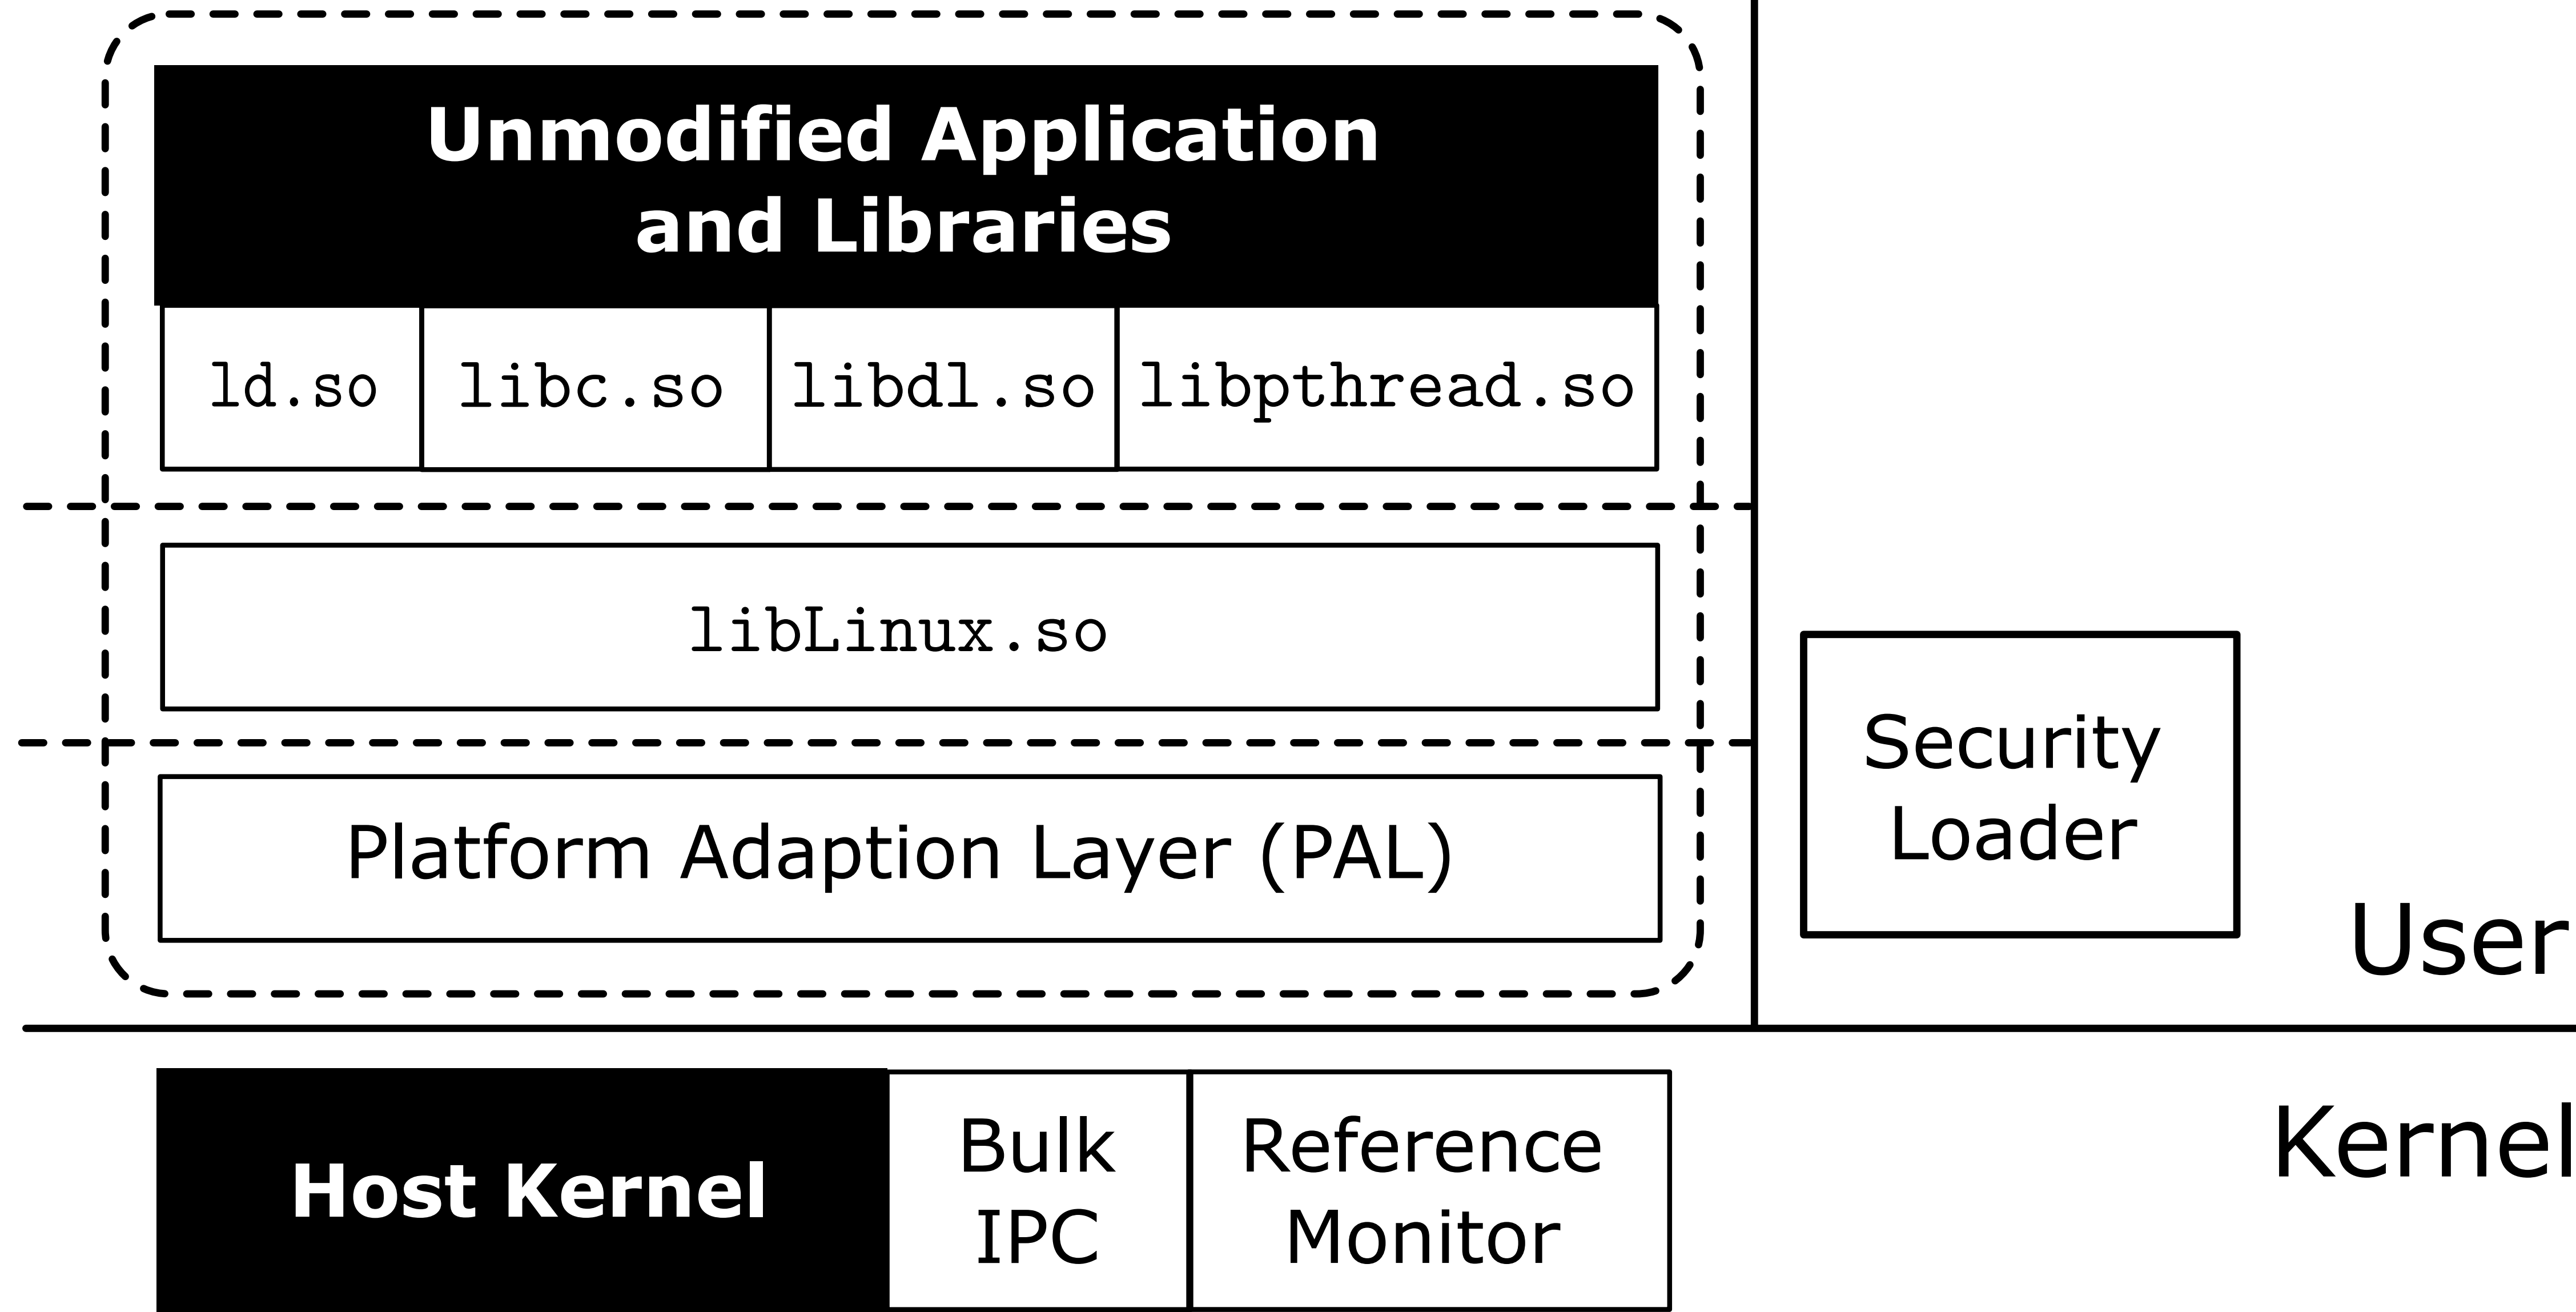 Unmodified Application
and Libraries
ld.so
libc.so
libdl.so
libpthread.so
libLinux.so
Platform Adaption Layer (PAL)
Security
Loader
User
Host Kernel
Bulk
IPC
Reference
Monitor
Kernel